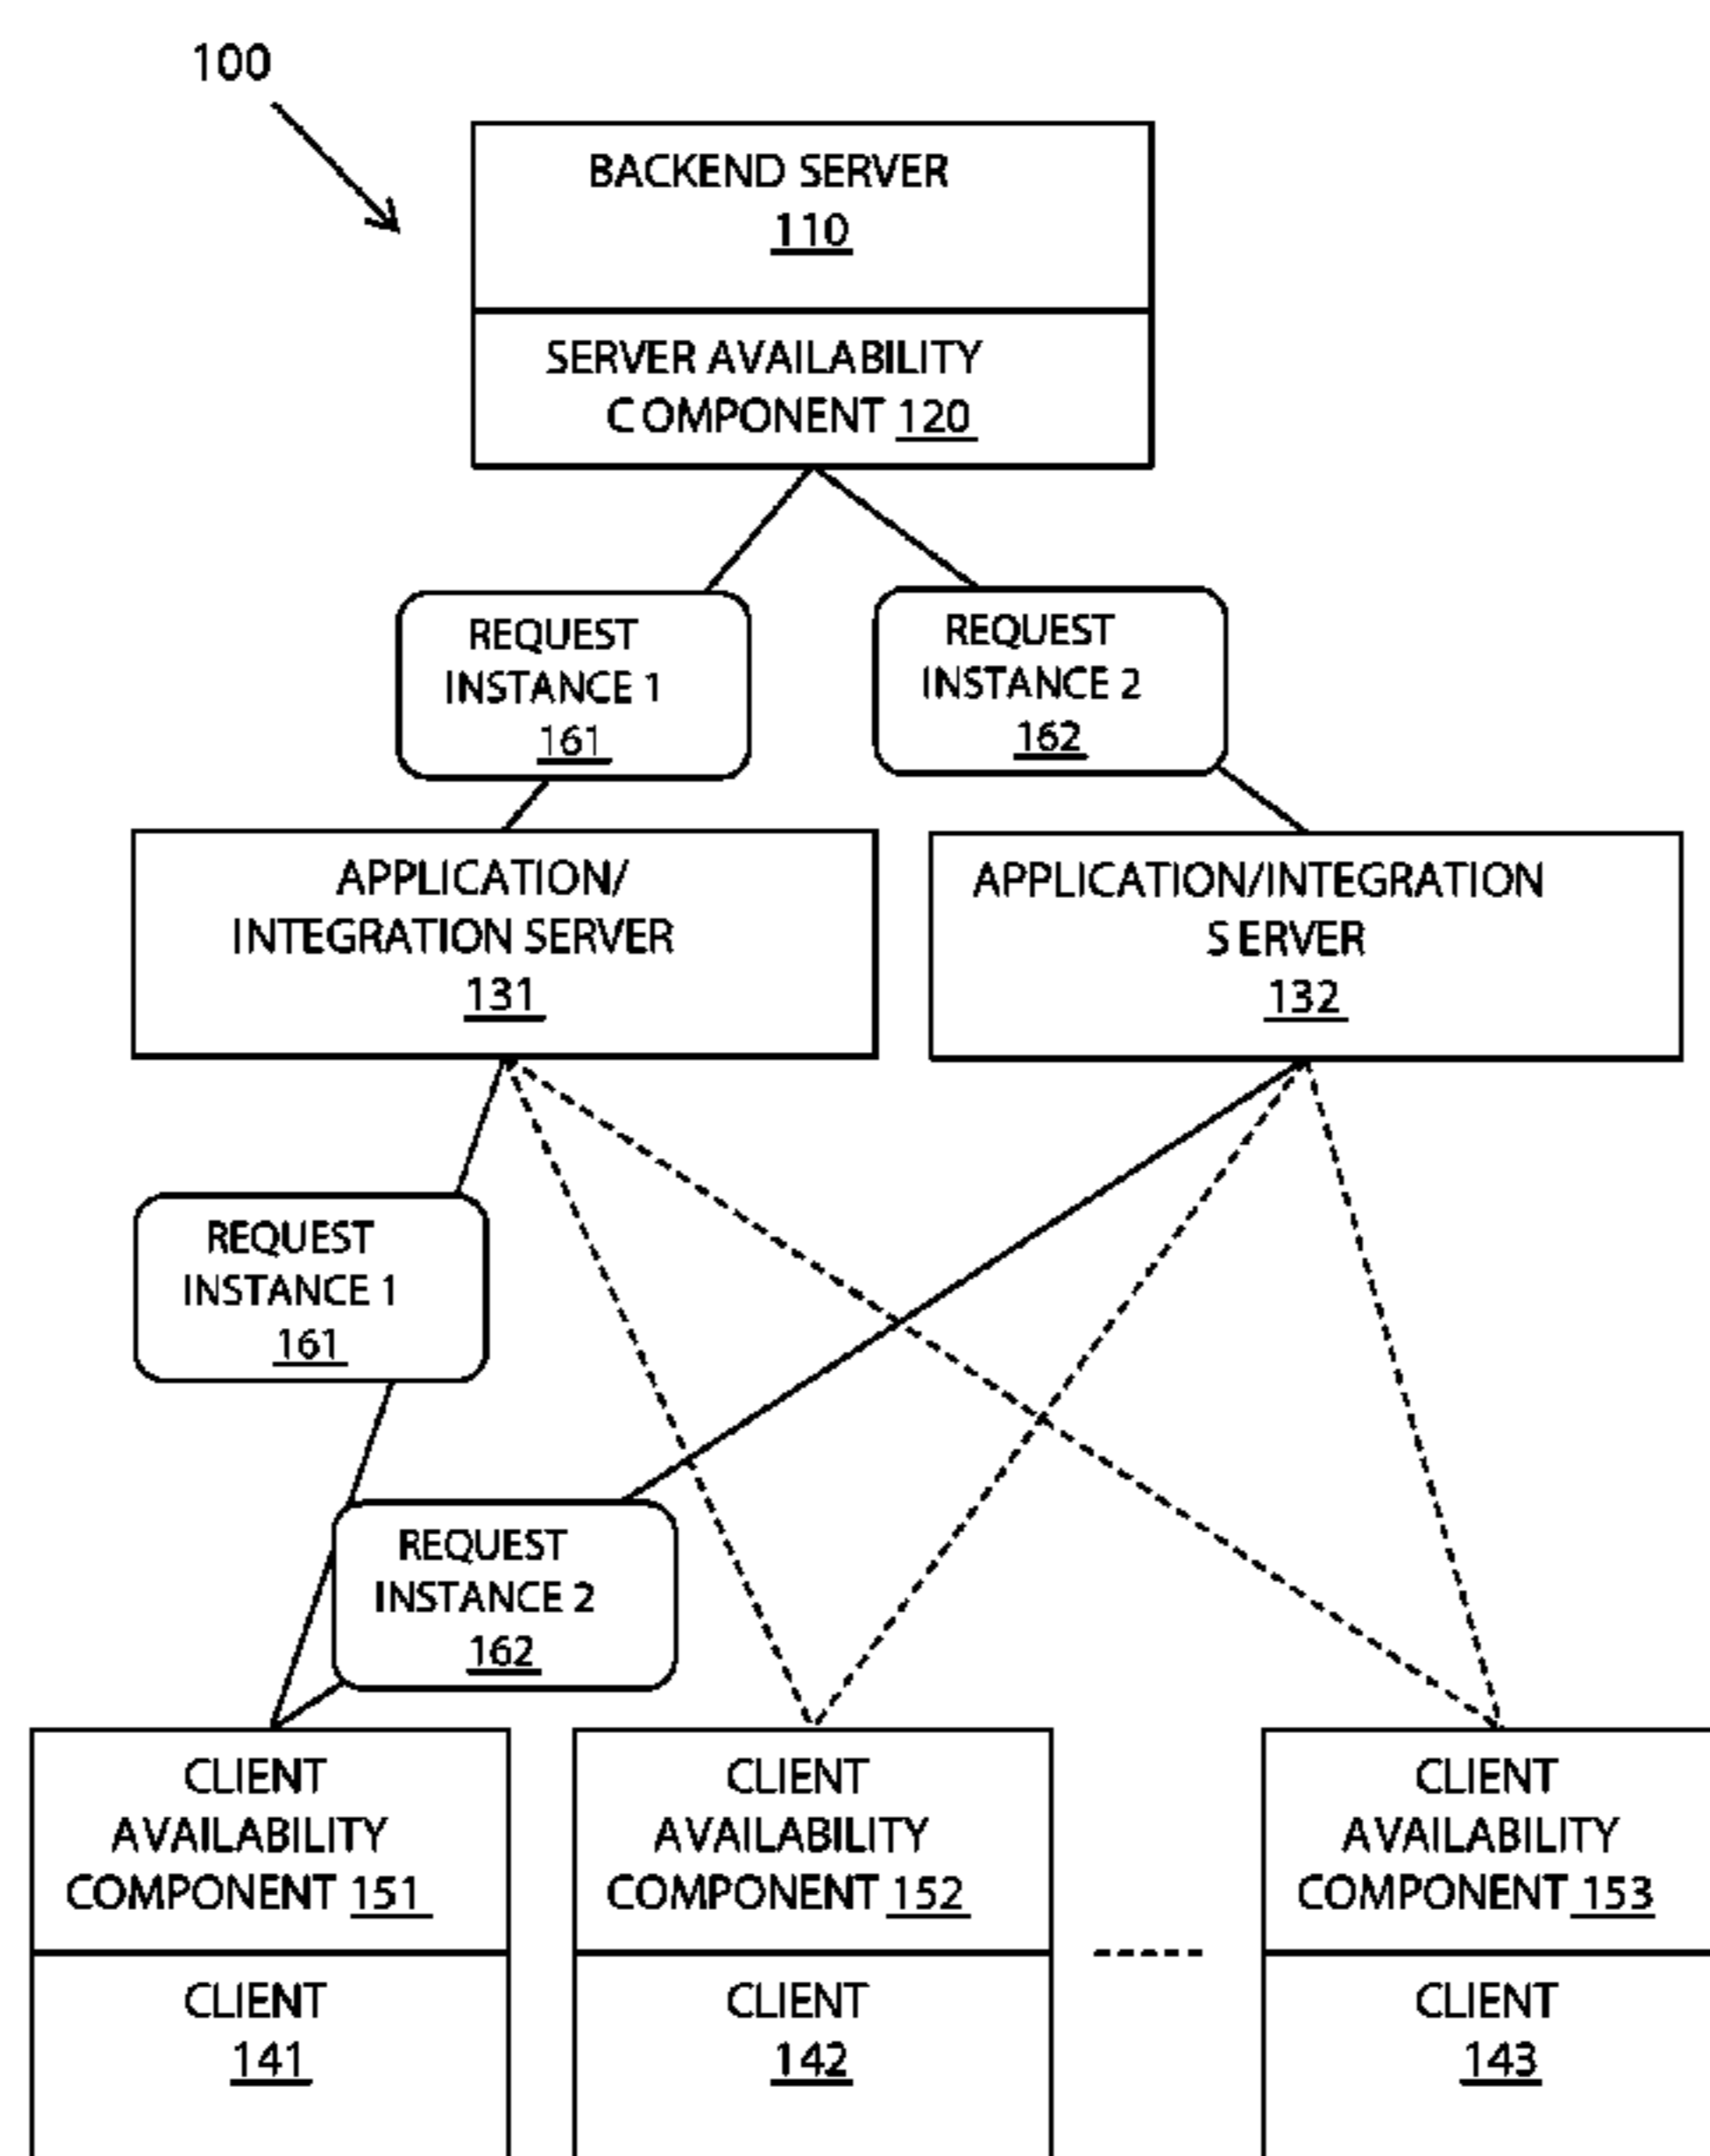 100
BACKEND SERVER
110
SERVER AVAILABILITY
COMPONENT 120
REQUEST
INSTANCE 1
161
REQUEST
INSTANCE 2
162
APPLICATION/
INTEGRATION SERVER
131
APPLICATION/INTEGRATION
SERVER
132
REQUEST
INSTANCE 1
161
REQUEST
INSTANCE 2
162
CLIENT
AVAILABILITY
COMPONENT 151
CLIENT
141
CLIENT
AVAILABILITY
COMPONENT 152
CLIENT
142
CLIENT
AVAILABILITY
COMPONENT 153
CLIENT
143